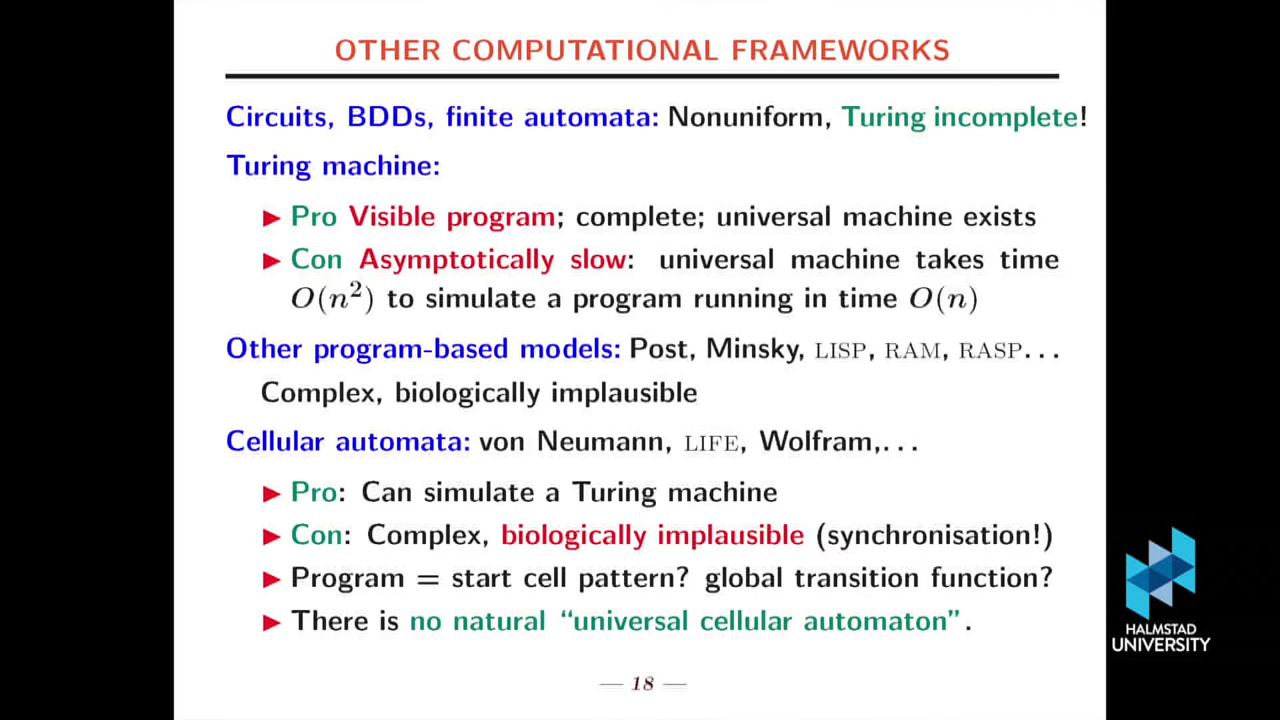 OTHER COMPUTATIONAL FRAMEWORKS
Circuits, BDDs, finite automata: Nonuniform, Turing incomplete!
Turing machine:
▶ Pro Visible program; complete; universal machine exists
▶ Con Asymptotically slow: universal machine takes time
O(n²) to simulate a program running in time O(n)
Other program-based models: Post, Minsky, LISP, RAM, RASP...
Complex, biologically implausible
Cellular automata: von Neumann, LIFE, Wolfram,...
▶ Pro: Can simulate a Turing machine
▶ Con: Complex, biologically implausible (synchronisation!)
▶ Program = start cell pattern? global transition function?
▶ There is no natural “universal cellular automaton”.
— 18 —
HALMSTAD
UNIVERSITY